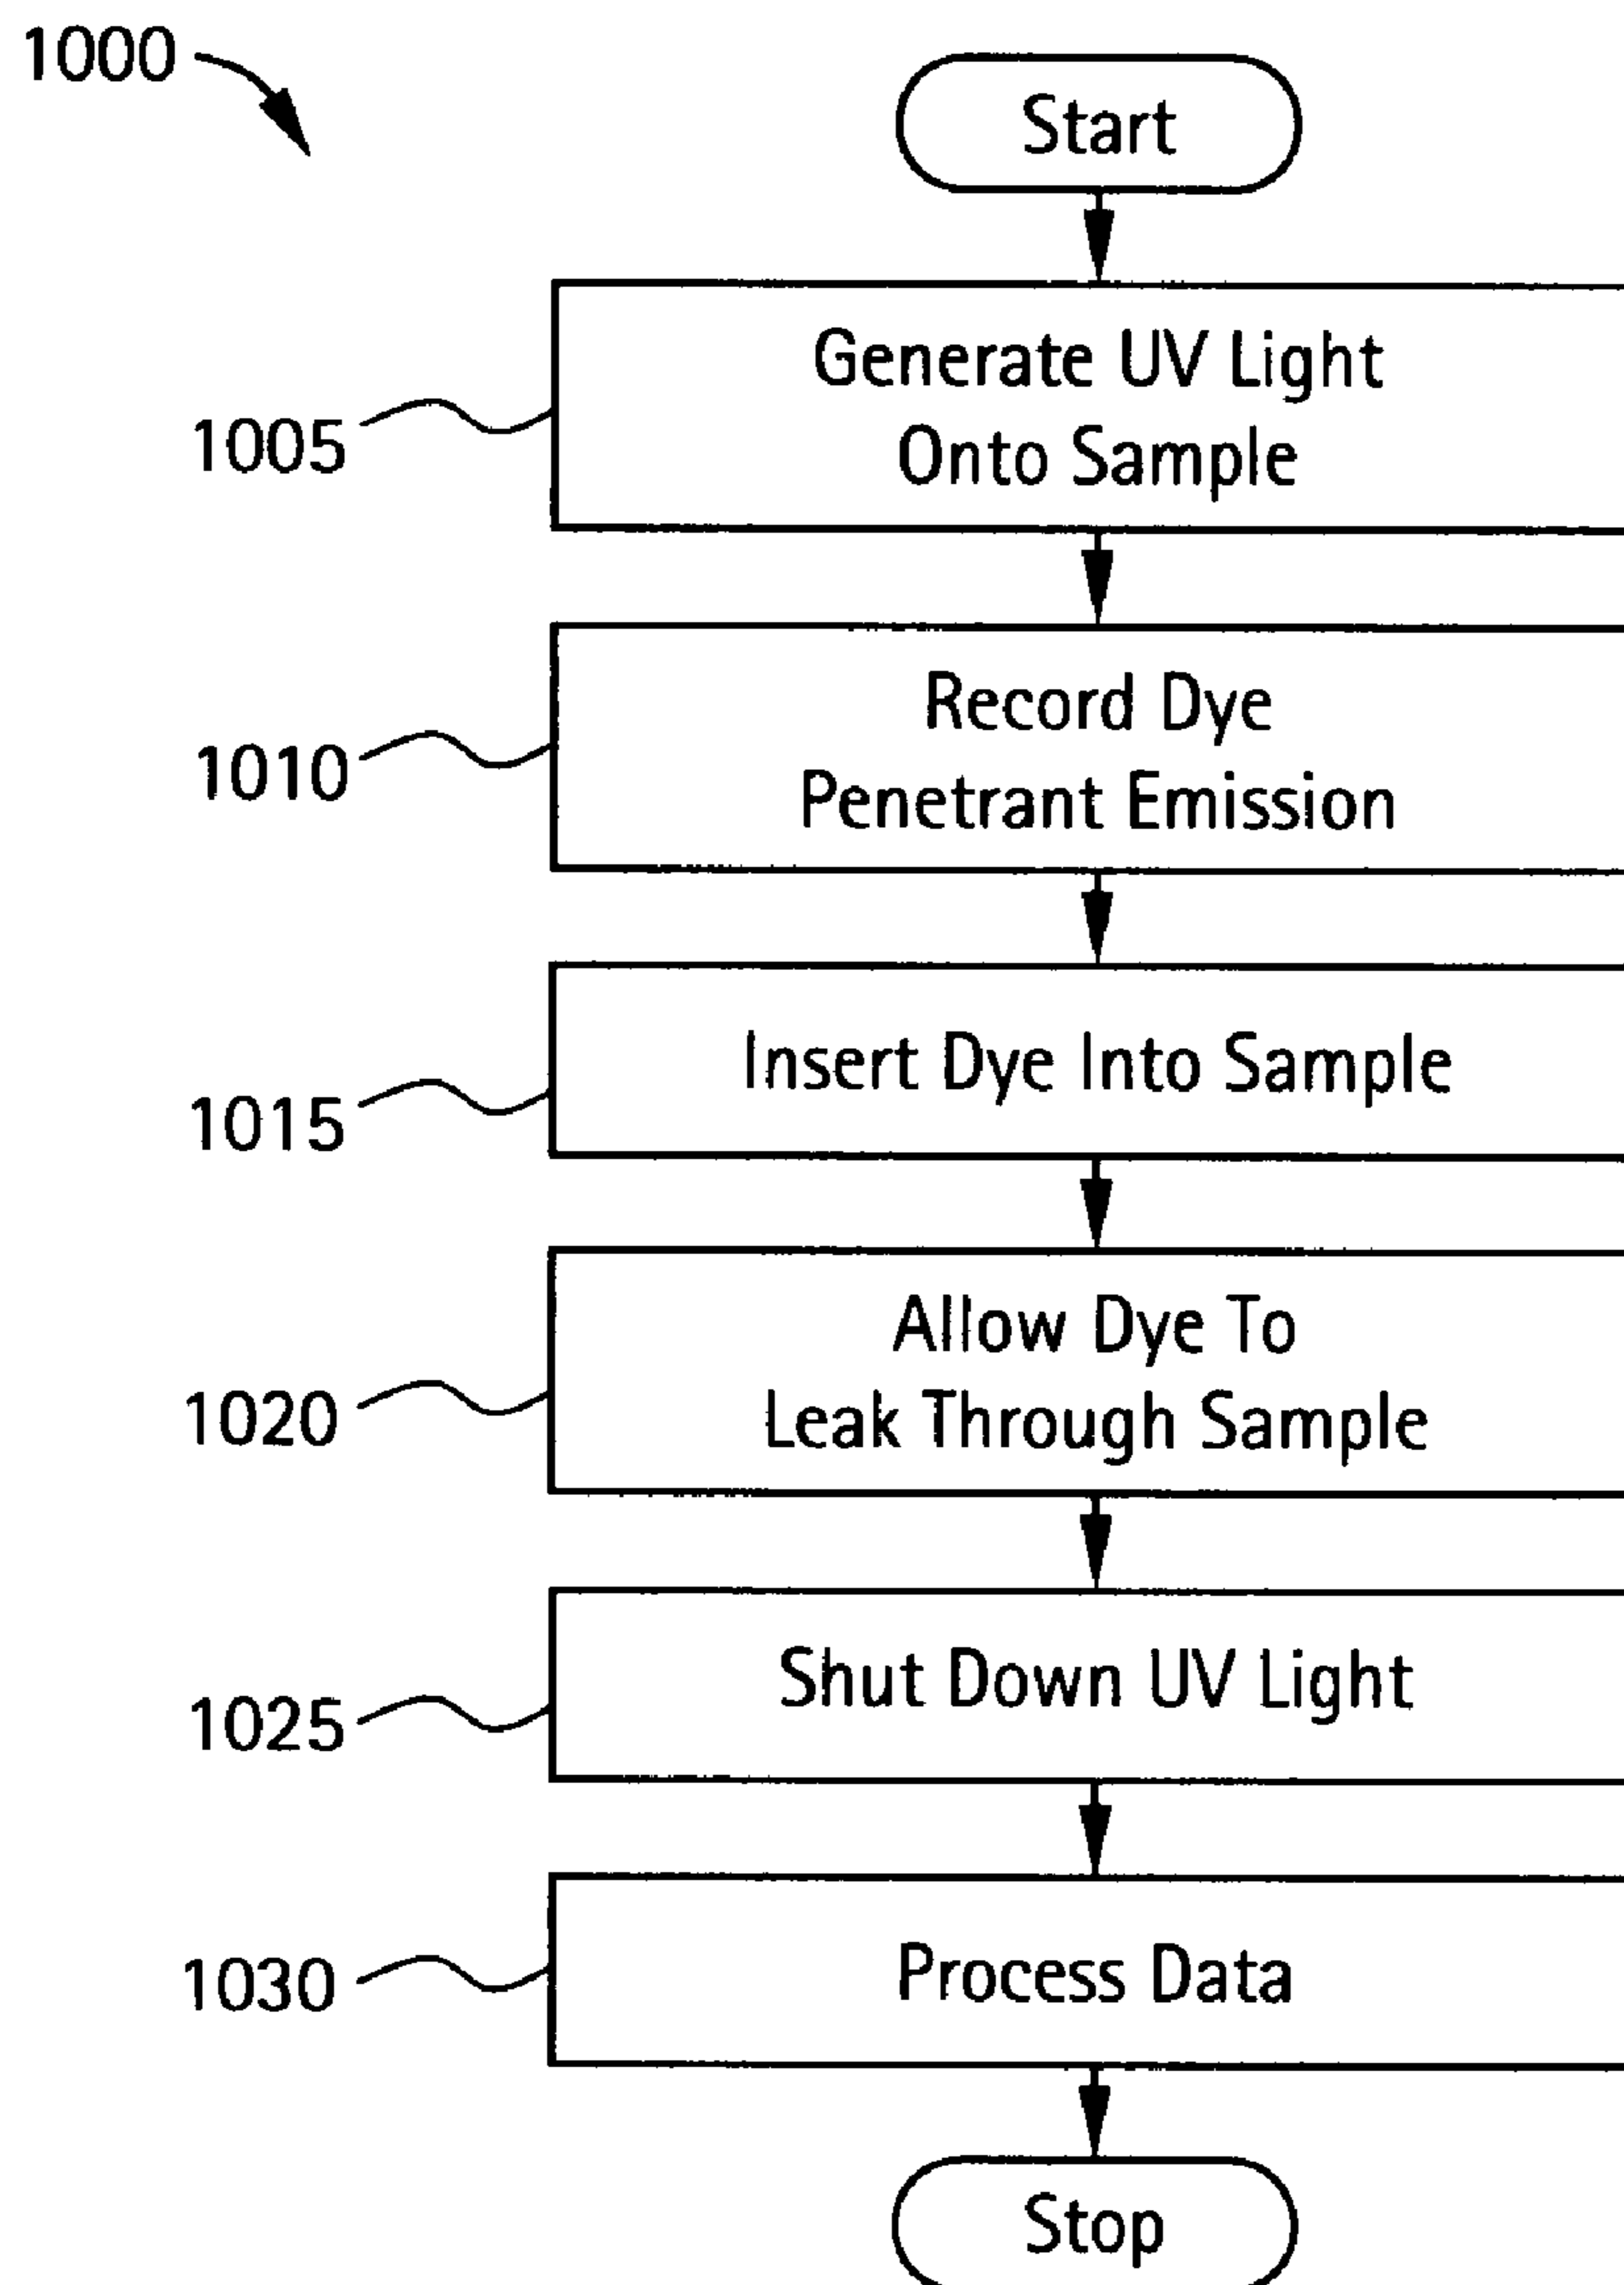 1000
Start
Generate UV Light
Onto Sample
1005
Record Dye
Penetrant Emission
1010
Insert Dye Into Sample
1015
Allow Dye To
Leak Through Sample
1020
Shut Down UV Light
1025
Process Data
1030
Stop